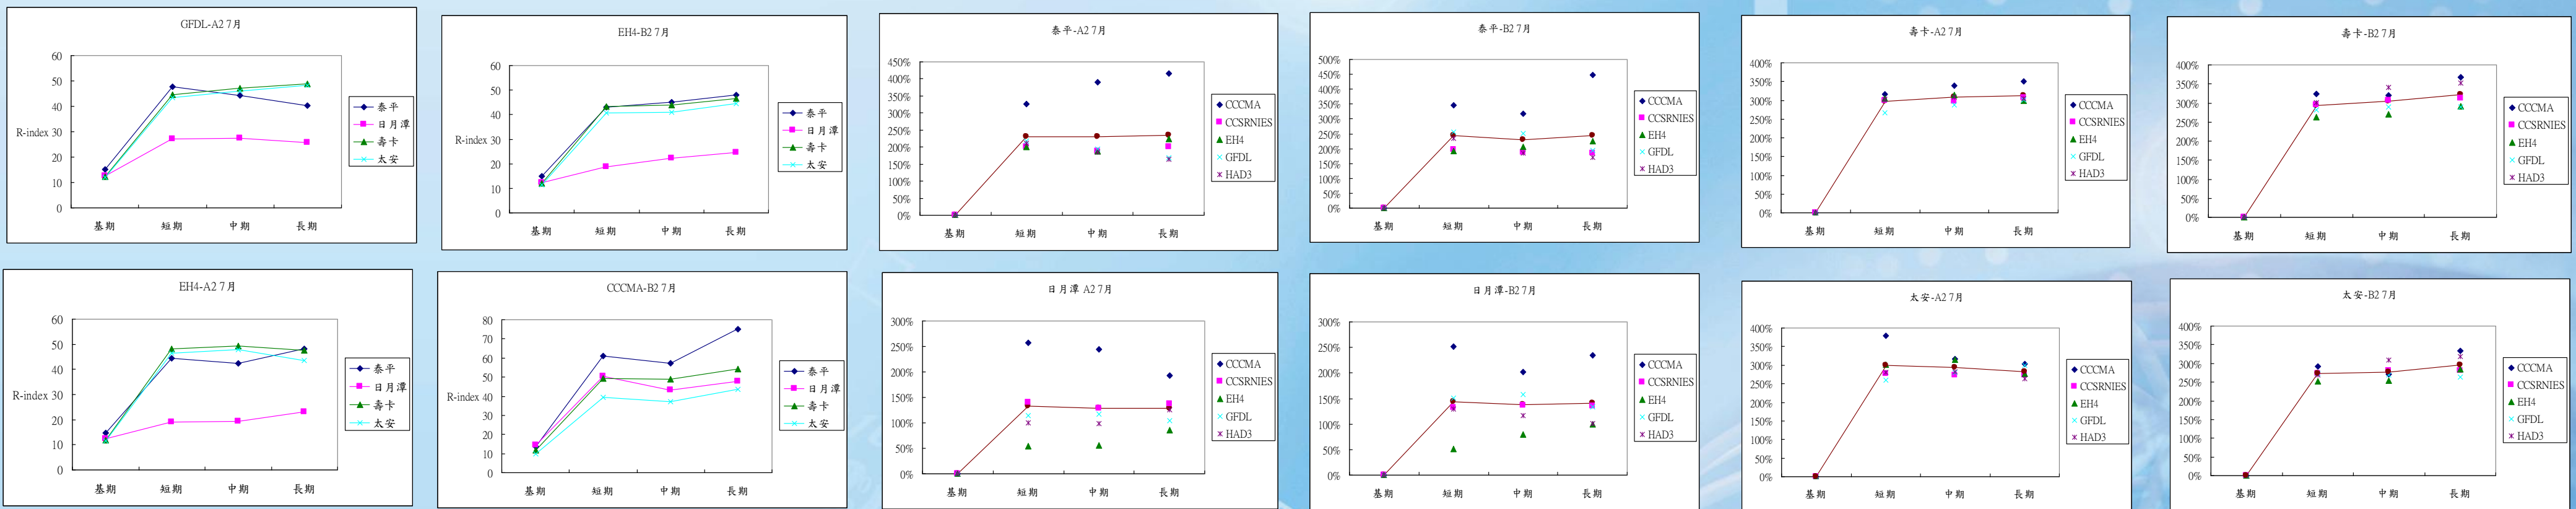 GFDL-A2 7月
R-index
60
50
40
30
20
10
0
基期 短期 中期 長期
泰平
日月潭
壽卡
太安
EH4-B2 7月
R-index
60
50
40
30
20
10
0
基期 短期 中期 長期
泰平
日月潭
壽卡
太安
泰平-A2 7月
450%
400%
350%
300%
250%
200%
150%
100%
50%
0%
基期 短期 中期 長期
CCCMA
CCSRNIES
EH4
GFDL
HAD3
泰平-B2 7月
500%
450%
400%
350%
300%
250%
200%
150%
100%
50%
0%
基期 短期 中期 長期
CCCMA
CCSRNIES
EH4
GFDL
HAD3
壽卡-A2 7月
400%
350%
300%
250%
200%
150%
100%
50%
0%
基期 短期 中期 長期
CCCMA
CCSRNIES
EH4
GFDL
HAD3
壽卡-B2 7月
400%
350%
300%
250%
200%
150%
100%
50%
0%
基期 短期 中期 長期
CCCMA
CCSRNIES
EH4
GFDL
HAD3
EH4-A2 7月
R-index
60
50
40
30
20
10
0
基期 短期 中期 長期
泰平
日月潭
壽卡
太安
CCCMA-B2 7月
R-index
80
70
60
50
40
30
20
10
0
基期 短期 中期 長期
泰平
日月潭
壽卡
太安
日月潭 A2 7月
300%
250%
200%
150%
100%
50%
0%
基期 短期 中期 長期
CCCMA
CCSRNIES
EH4
GFDL
HAD3
日月潭-B2 7月
300%
250%
200%
150%
100%
50%
0%
基期 短期 中期 長期
CCCMA
CCSRNIES
EH4
GFDL
HAD3
太安-A2 7月
400%
350%
300%
250%
200%
150%
100%
50%
0%
基期 短期 中期 長期
CCCMA
CCSRNIES
EH4
GFDL
HAD3
太安-B2 7月
400%
350%
300%
250%
200%
150%
100%
50%
0%
基期 短期 中期 長期
CCCMA
CCSRNIES
EH4
GFDL
HAD3